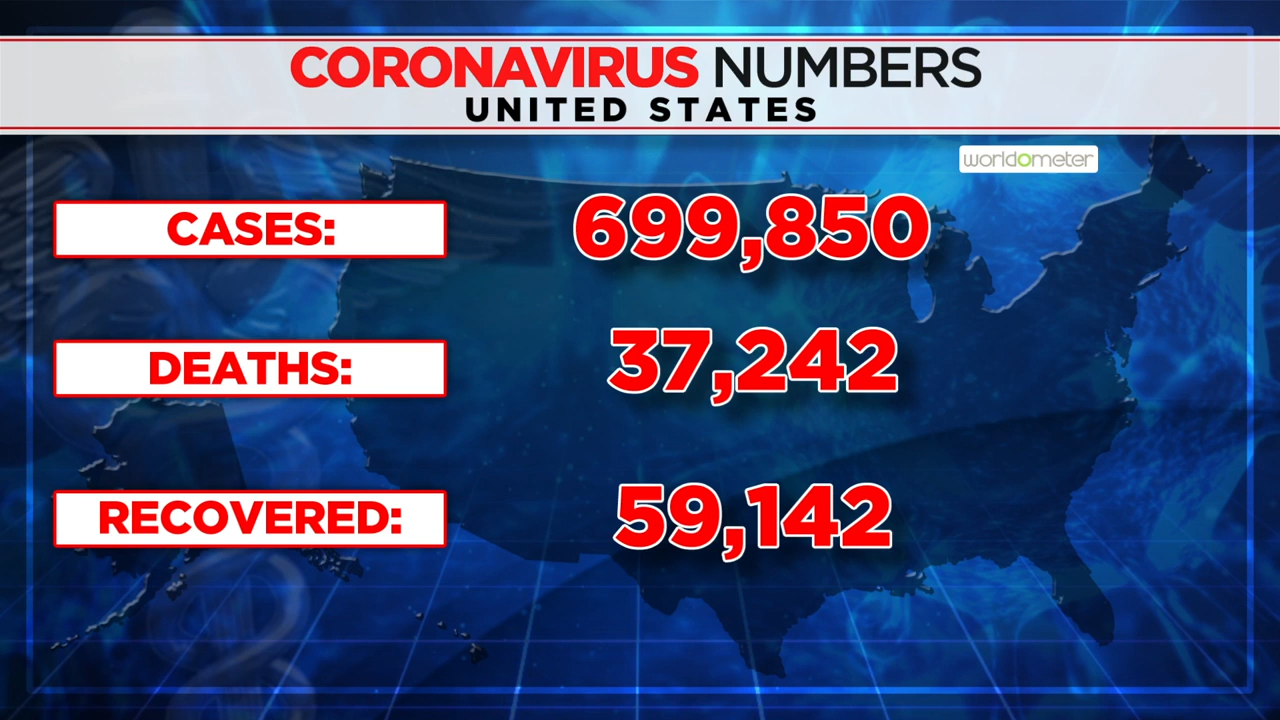 CORONAVIRUS NUMBERS
UNITED STATES
worldometer
CASES: 699,850
DEATHS: 37,242
RECOVERED: 59,142